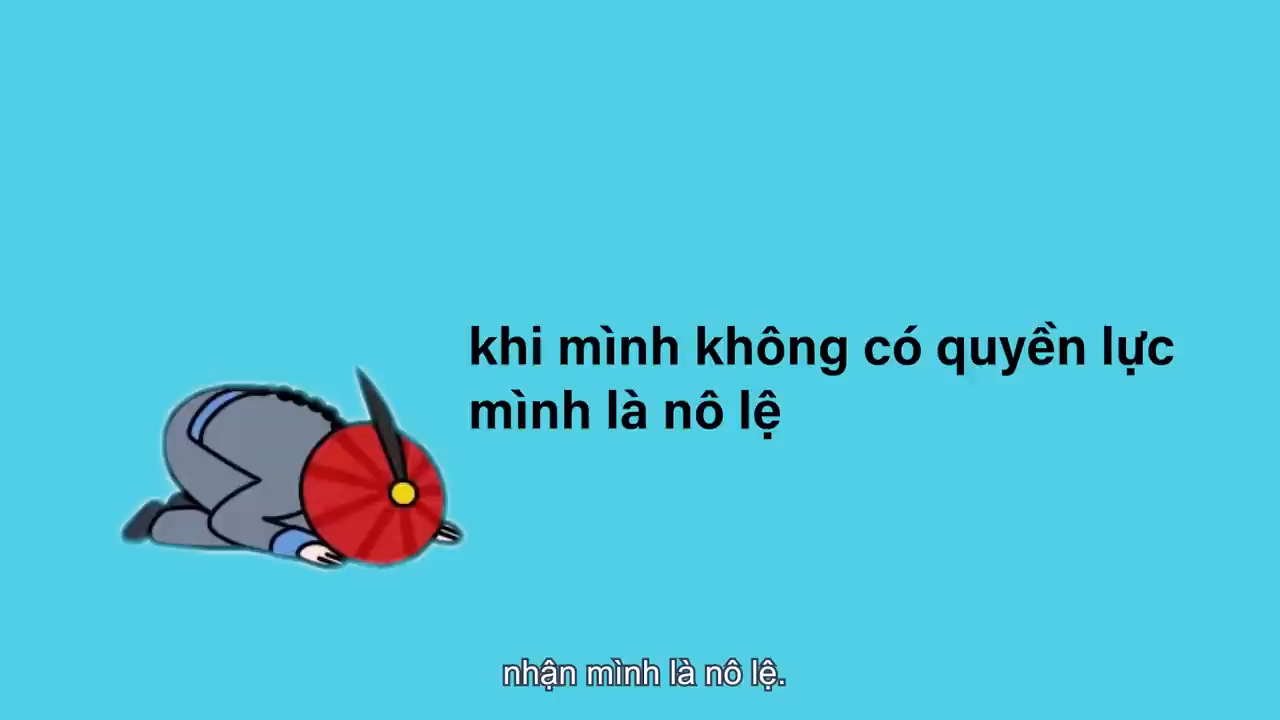 khi mình không có quyền lực
mình là nô lệ
nhận mình là nô lệ.